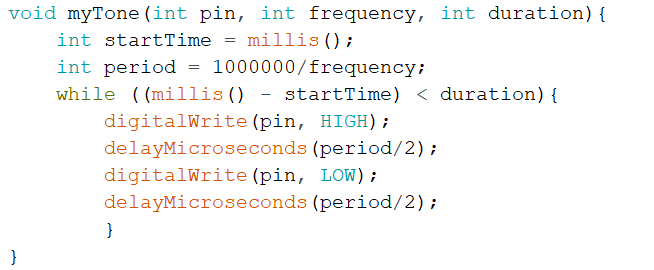 void myTone(int pin, int frequency, int duration){
    int startTime = millis();
    int period = 1000000/frequency;
    while ((millis() - startTime) < duration){
        digitalWrite(pin, HIGH);
        delayMicroseconds(period/2);
        digitalWrite(pin, LOW);
        delayMicroseconds(period/2);
        }
}